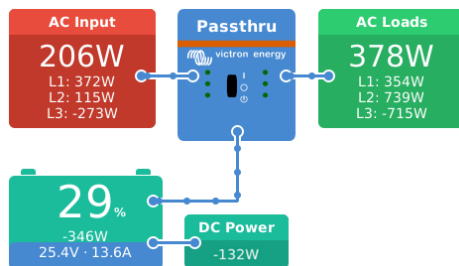 AC Input
206W
L1: 372W
L2: 115W
L3: -273W
Passthru
victron energy
I
AC Loads
378W
L1: 354W
L2: 739W
L3: -715W
29%
-346W
25.4V · 13.6A
DC Power
-132W